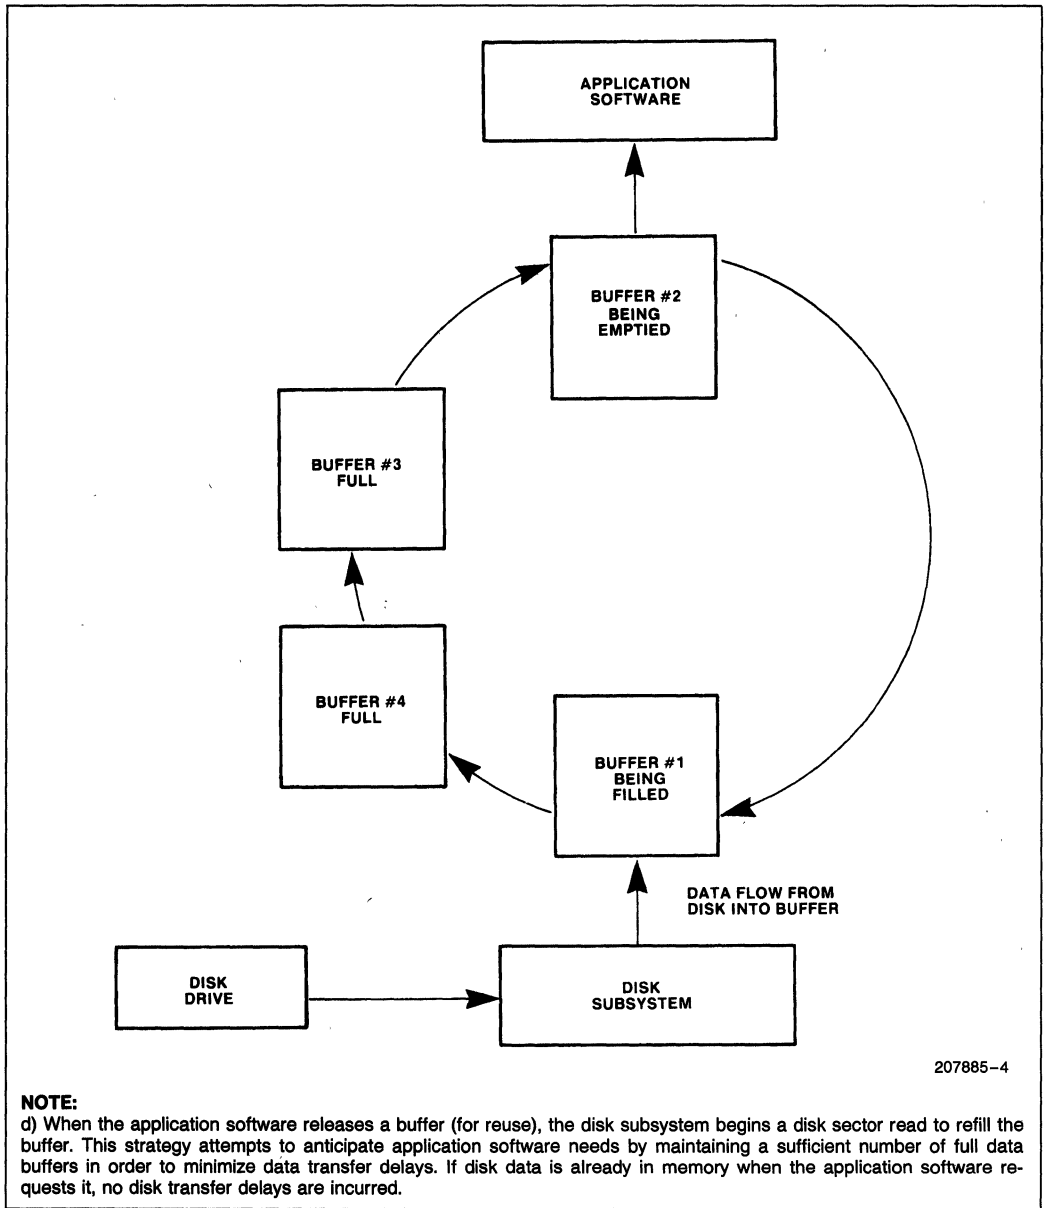 APPLICATION
SOFTWARE
BUFFER #2
BEING
EMPTIED
BUFFER #3
FULL
BUFFER #4
FULL
BUFFER #1
BEING
FILLED
DATA FLOW FROM
DISK INTO BUFFER
DISK
DRIVE
DISK
SUBSYSTEM
207885-4
NOTE:
d) When the application software releases a buffer (for reuse), the disk subsystem begins a disk sector read to refill the
buffer. This strategy attempts to anticipate application software needs by maintaining a sufficient number of full data
buffers in order to minimize data transfer delays. If disk data is already in memory when the application software re-
quests it, no disk transfer delays are incurred.